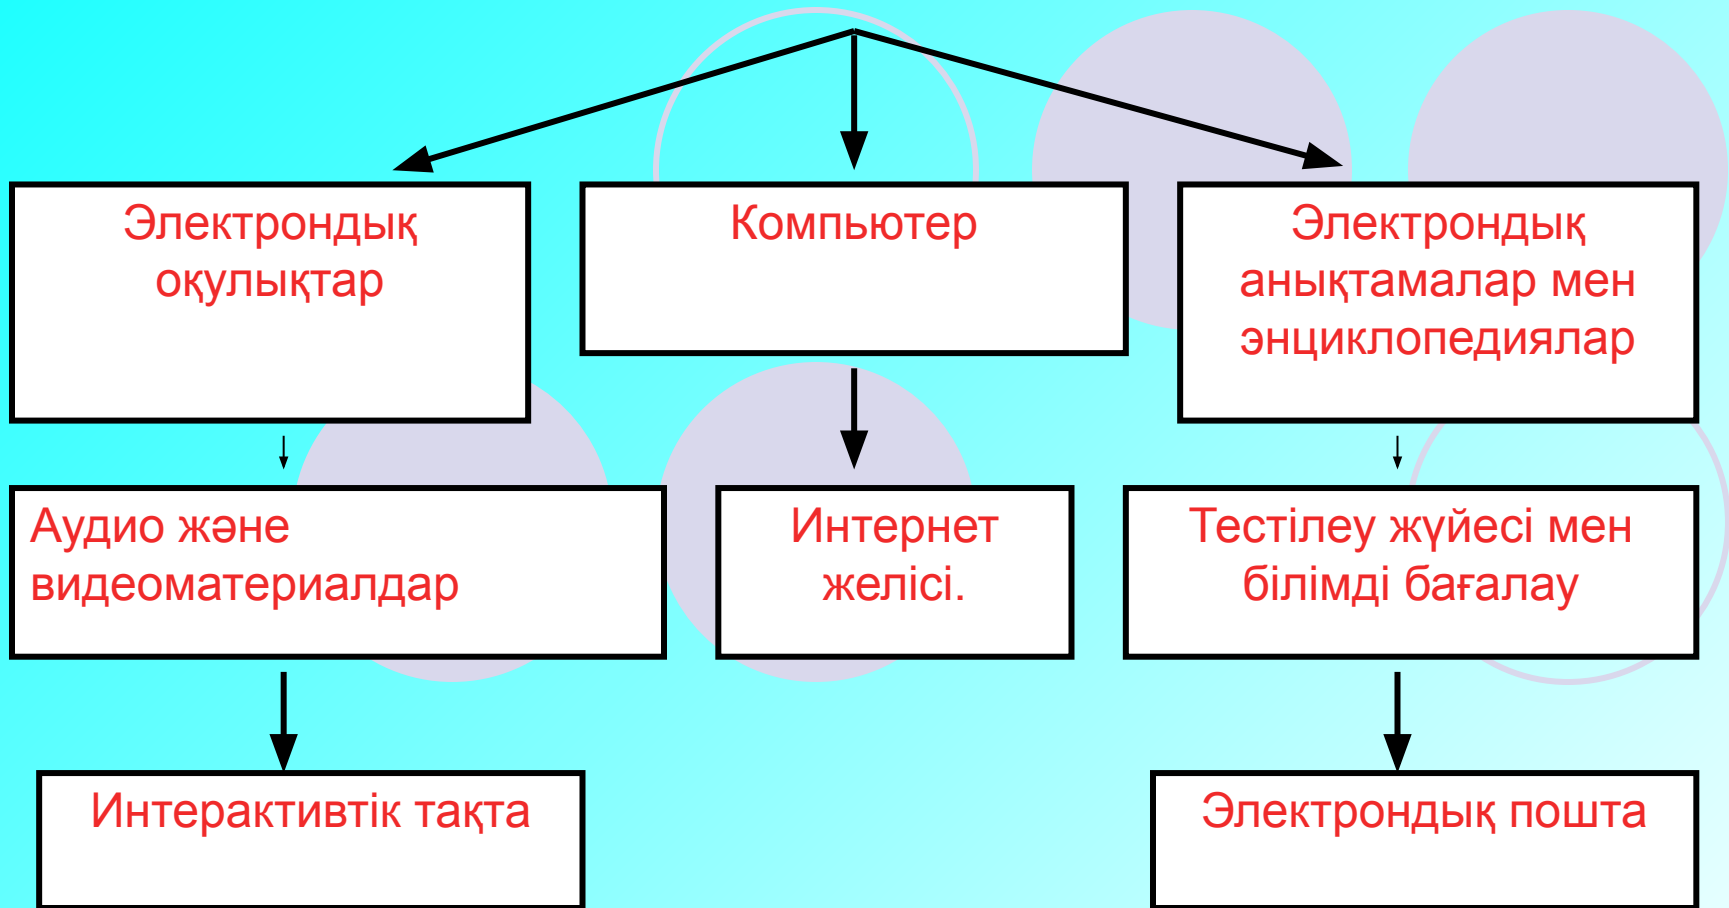 Электрондық
оқулықтар
Компьютер
Электрондық
анықтамалар мен
энциклопедиялар
Аудио және
видеоматериалдар
Интернет
желісі.
Тестілеу жүйесі мен
білімді бағалау
Интерактивтік тақта
Электрондық пошта